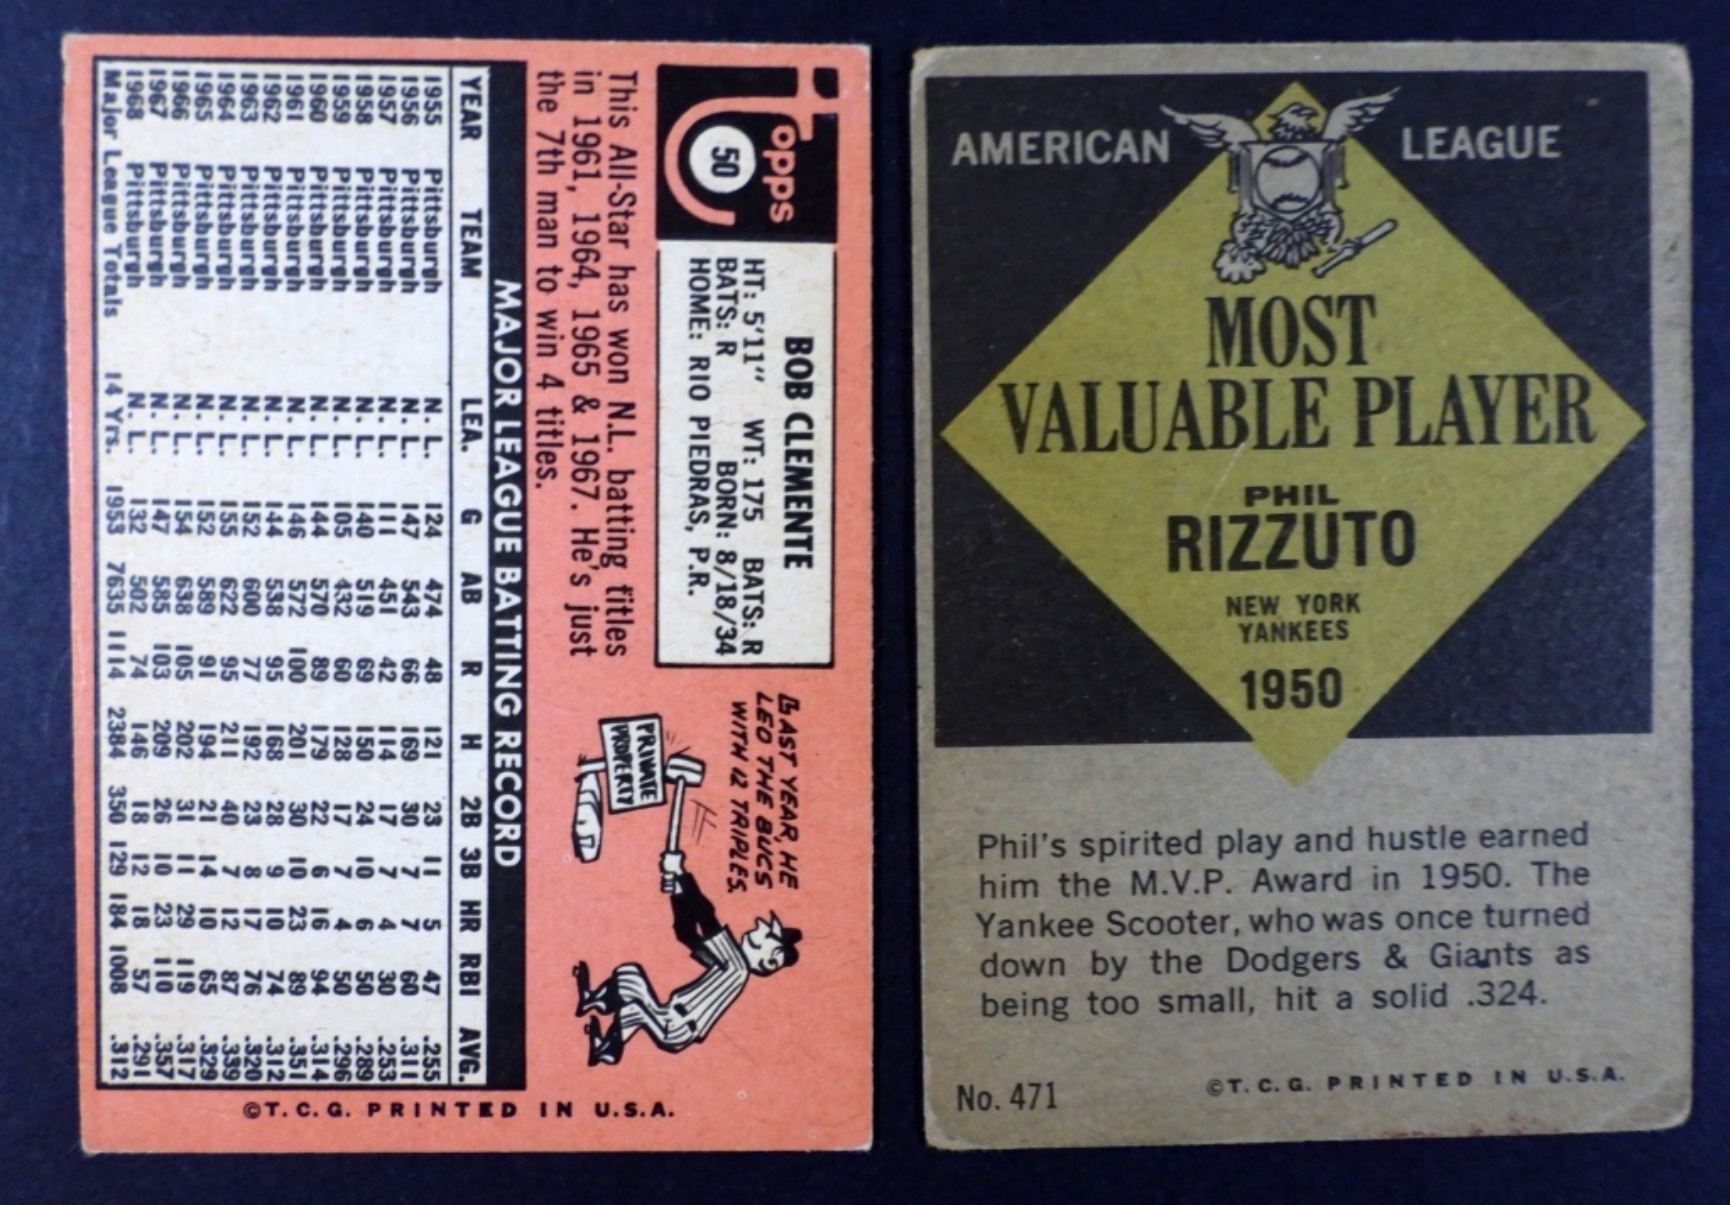 Topps
50
BOB CLEMENTE
HT: 5'11" WT: 175 BATS: R
BATS: R BORN: 8/18/34
HOME: RIO PIEDRAS, P.R.
This All-Star has won N.L. batting titles
in 1961, 1964, 1965 & 1967. He's just
the 7th man to win 4 titles.
LAST YEAR, HE
LED THE BUCS
WITH 12 TRIPLES.
PRIVATE
PROPERTY
MAJOR LEAGUE BATTING RECORD
YEAR TEAM LEA. G AB R H 2B 3B HR RBI AVG.
1955 Pittsburgh N. L. 124 474 48 121 23 11 5 47 .255
1956 Pittsburgh N. L. 147 543 66 169 30 7 7 60 .311
1957 Pittsburgh N. L. 111 451 42 114 17 7 4 30 .253
1958 Pittsburgh N. L. 140 519 69 150 24 10 6 50 .289
1959 Pittsburgh N. L. 105 432 60 128 17 7 4 50 .296
1960 Pittsburgh N. L. 144 570 89 179 22 6 16 94 .314
1961 Pittsburgh N. L. 146 572 100 201 30 10 23 89 .351
1962 Pittsburgh N. L. 144 538 95 168 28 9 10 74 .312
1963 Pittsburgh N. L. 152 600 77 192 23 8 17 76 .320
1964 Pittsburgh N. L. 155 622 95 211 40 7 12 87 .339
1965 Pittsburgh N. L. 152 589 91 194 21 14 10 65 .329
1966 Pittsburgh N. L. 154 638 105 202 31 11 29 119 .317
1967 Pittsburgh N. L. 147 585 103 209 26 10 23 110 .357
1968 Pittsburgh N. L. 132 502 74 146 18 12 18 57 .291
Major League Totals 14 Yrs. 1953 7635 1114 2384 350 129 184 1008 .312
©T.C.G. PRINTED IN U.S.A.
AMERICAN LEAGUE
MOST
VALUABLE PLAYER
PHIL
RIZZUTO
NEW YORK
YANKEES
1950
Phil's spirited play and hustle earned
him the M.V.P. Award in 1950. The
Yankee Scooter, who was once turned
down by the Dodgers & Giants as
being too small, hit a solid .324.
No. 471
©T.C.G. PRINTED IN U.S.A.